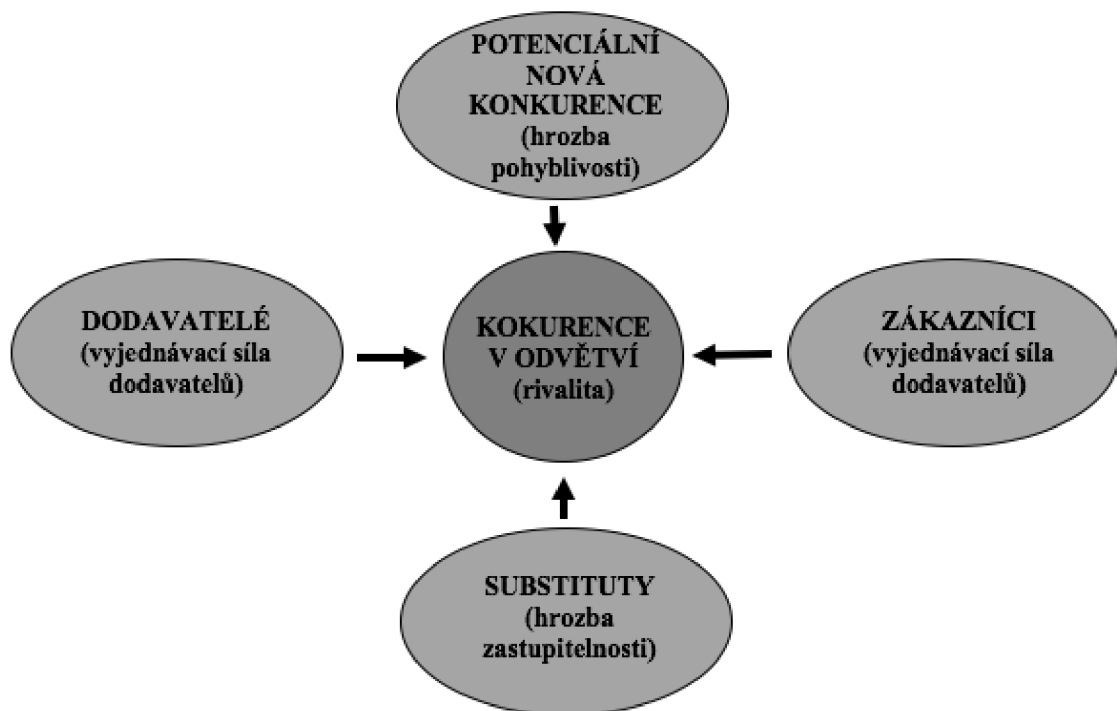 POTENCIÁLNÍ
NOVÁ
KONKURENCE
(hrozba
pohyblivosti)
DODAVATELÉ
(vyjednávací síla
dodavatelů)
KOKURENCE
V ODVĚTVÍ
(rivalita)
ZÁKAZNÍCI
(vyjednávací síla
dodavatelů)
SUBSTITUTY
(hrozba
zastupitelnosti)